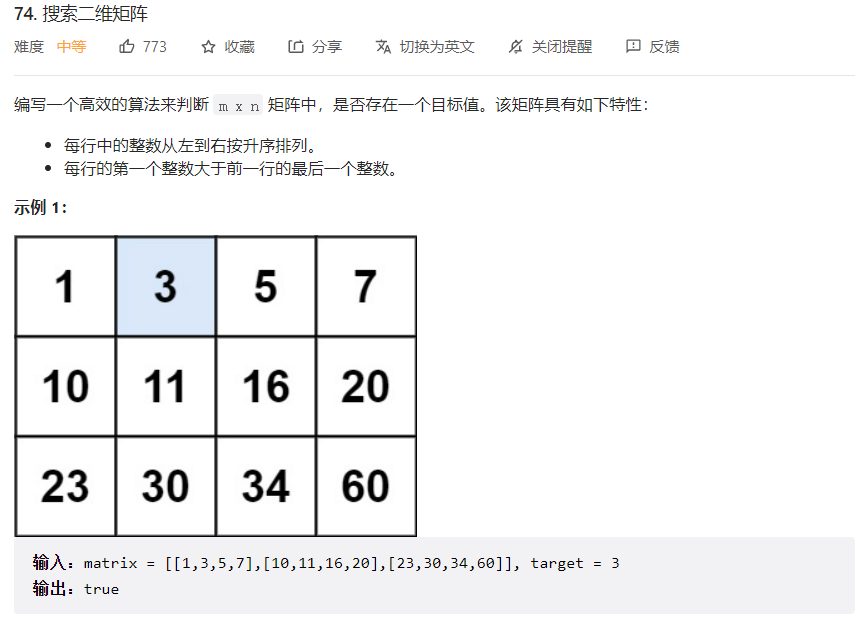 74. 搜索二维矩阵
难度 中等 773 收藏 分享 切换为英文 关闭提醒 反馈
编写一个高效的算法来判断 m x n 矩阵中，是否存在一个目标值。该矩阵具有如下特性：
• 每行中的整数从左到右按升序排列。
• 每行的第一个整数大于前一行的最后一个整数。
示例 1：
1 3 5 7
10 11 16 20
23 30 34 60
输入：matrix = [[1,3,5,7],[10,11,16,20],[23,30,34,60]], target = 3
输出：true